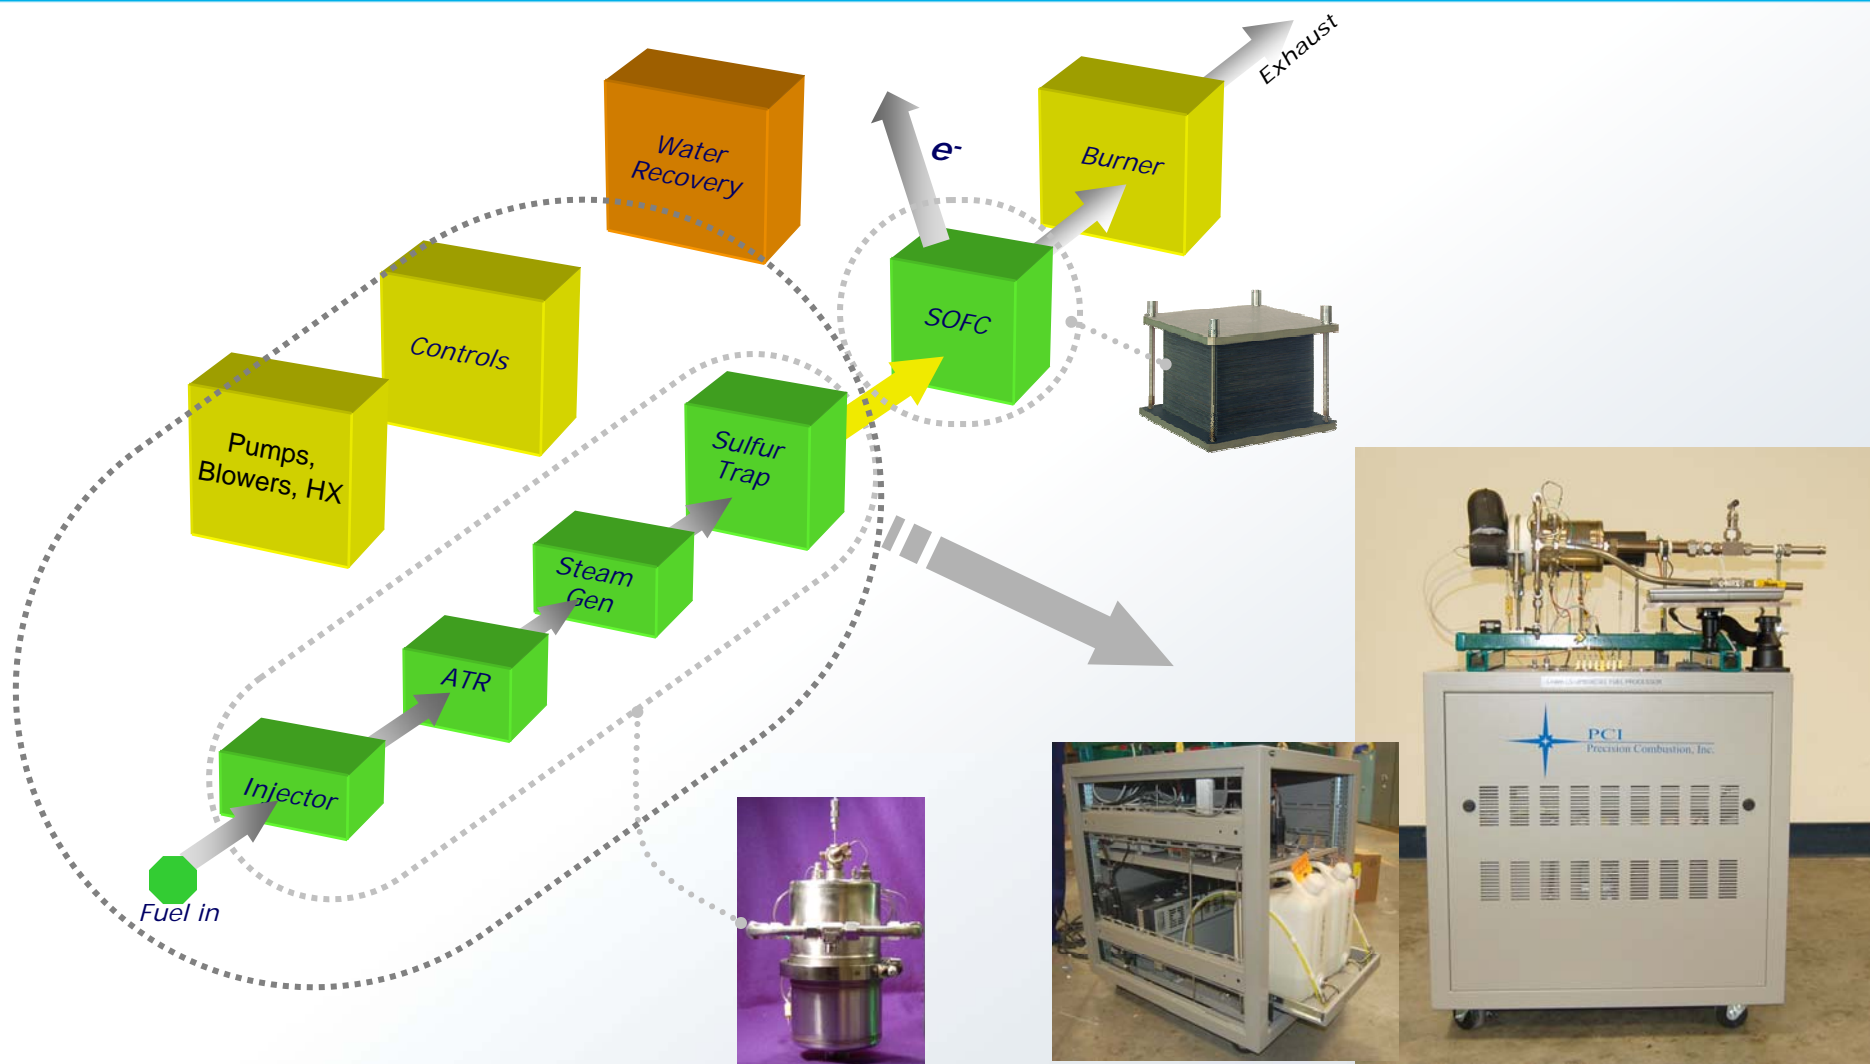 Exhaust
Water
Recovery
e-
Burner
Controls
SOFC
Pumps,
Blowers, HX
Sulfur
Trap
Steam
Gen
ATR
Injector
Fuel in
PCI
Precision Combustion, Inc.